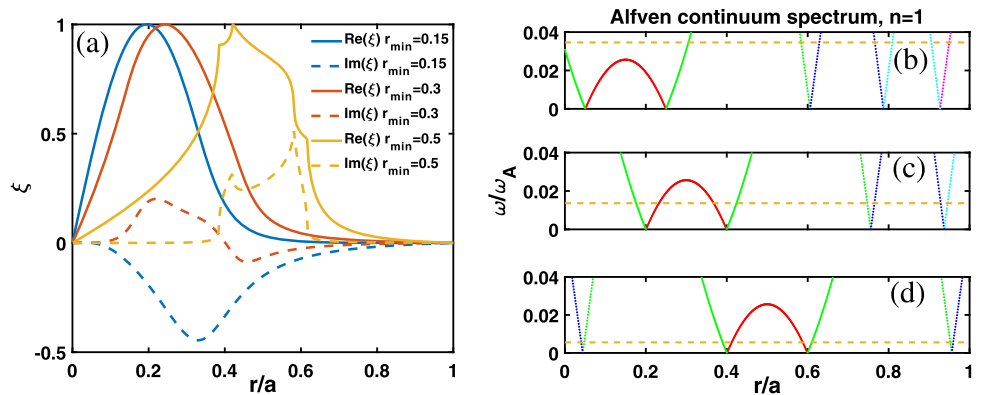 (a)
1
0.5
0
-0.5
ξ
Re(ξ) r_min=0.15
Im(ξ) r_min=0.15
Re(ξ) r_min=0.3
Im(ξ) r_min=0.3
Re(ξ) r_min=0.5
Im(ξ) r_min=0.5
0 0.2 0.4 0.6 0.8 1
r/a
Alfven continuum spectrum, n=1
0.04
0.02
0
(b)
0.04
0.02
0
(c)
ω/ω_A
0.04
0.02
0
(d)
0 0.2 0.4 0.6 0.8 1
r/a